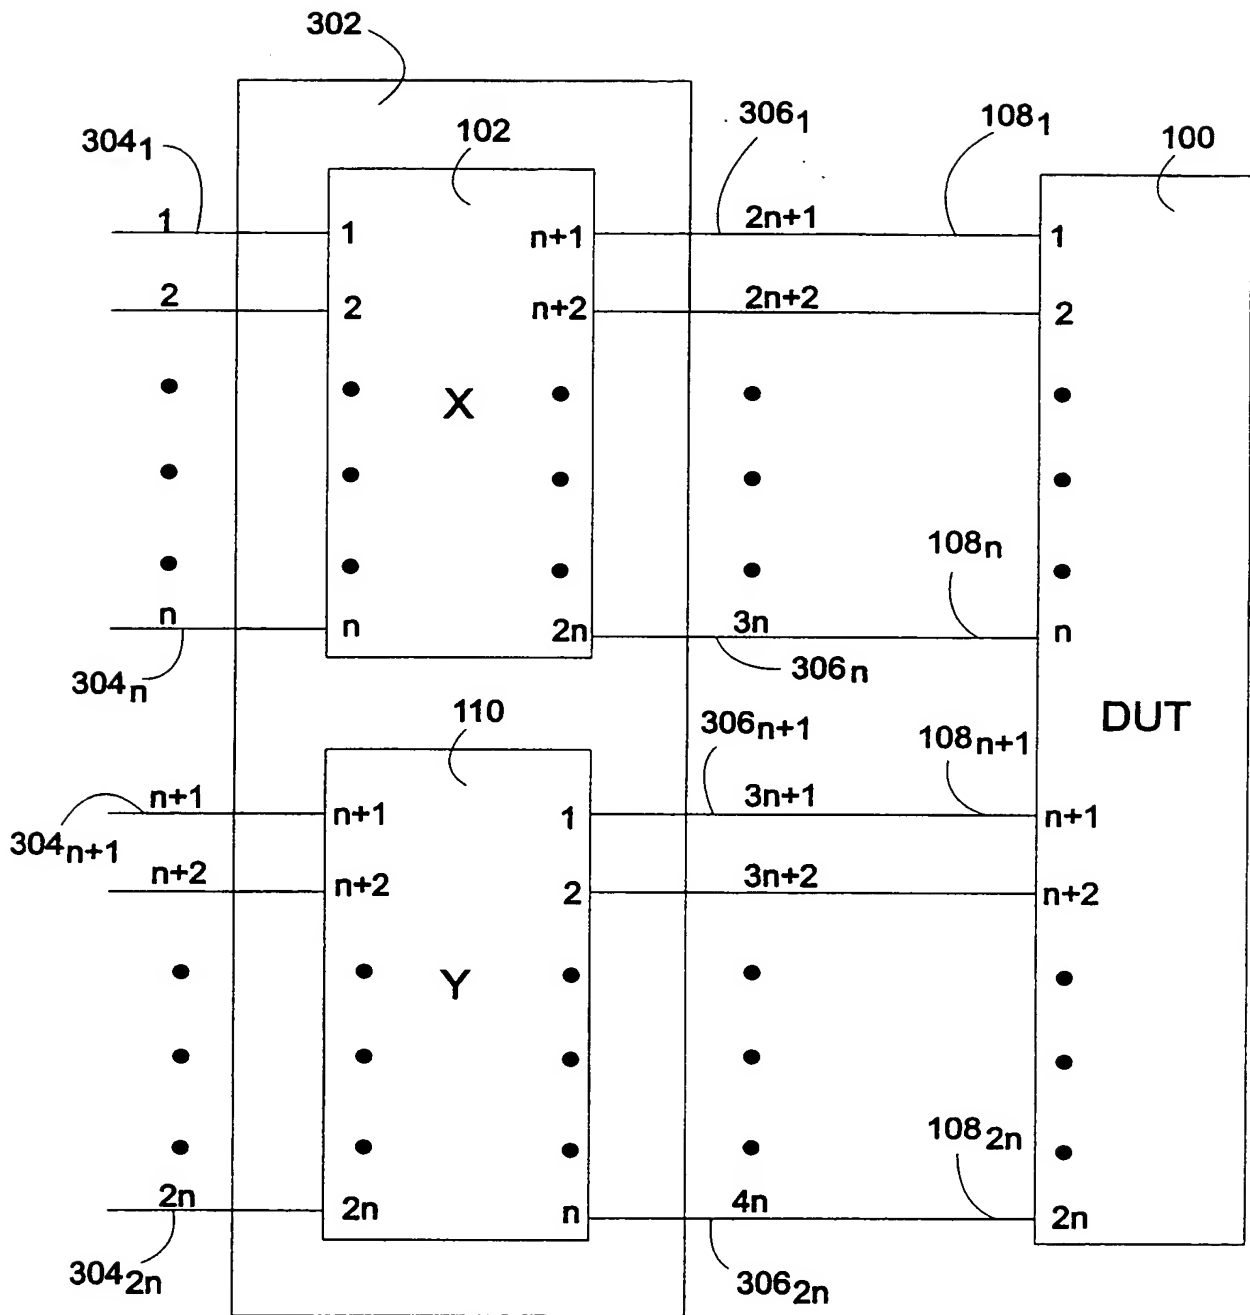 302
306₁
108₁
304₁
102
100
1
1
n+1
2n+1
1
2
2
n+2
2n+2
2
X
108ₙ
n
n
2n
3n
n
304ₙ
306ₙ
110
306ₙ₊₁
108ₙ₊₁
DUT
n+1
n+1
1
3n+1
n+1
304ₙ₊₁
n+2
n+2
2
3n+2
n+2
Y
108₂ₙ
2n
2n
n
4n
2n
304₂ₙ
306₂ₙ